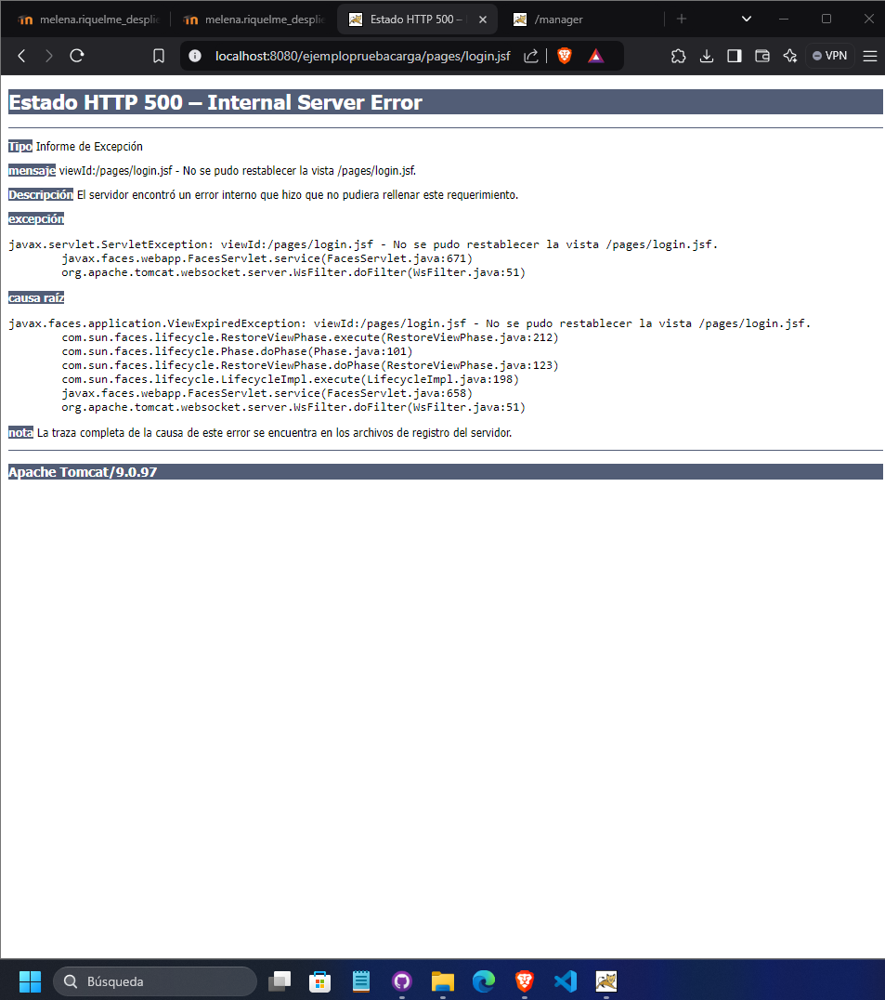 melena.riquelme_desplie
melena.riquelme_desplie
Estado HTTP 500 –
/manager
localhost:8080/ejemplopruebacarga/pages/login.jsf
VPN
Estado HTTP 500 – Internal Server Error
Tipo Informe de Excepción
mensaje viewId:/pages/login.jsf - No se pudo restablecer la vista /pages/login.jsf.
Descripción El servidor encontró un error interno que hizo que no pudiera rellenar este requerimiento.
excepción
javax.servlet.ServletException: viewId:/pages/login.jsf - No se pudo restablecer la vista /pages/login.jsf.
javax.faces.webapp.FacesServlet.service(FacesServlet.java:671)
org.apache.tomcat.websocket.server.WsFilter.doFilter(WsFilter.java:51)
causa raíz
javax.faces.application.ViewExpiredException: viewId:/pages/login.jsf - No se pudo restablecer la vista /pages/login.jsf.
com.sun.faces.lifecycle.RestoreViewPhase.execute(RestoreViewPhase.java:212)
com.sun.faces.lifecycle.Phase.doPhase(Phase.java:101)
com.sun.faces.lifecycle.RestoreViewPhase.doPhase(RestoreViewPhase.java:123)
com.sun.faces.lifecycle.LifecycleImpl.execute(LifecycleImpl.java:198)
javax.faces.webapp.FacesServlet.service(FacesServlet.java:658)
org.apache.tomcat.websocket.server.WsFilter.doFilter(WsFilter.java:51)
nota La traza completa de la causa de este error se encuentra en los archivos de registro del servidor.
Apache Tomcat/9.0.97
Búsqueda